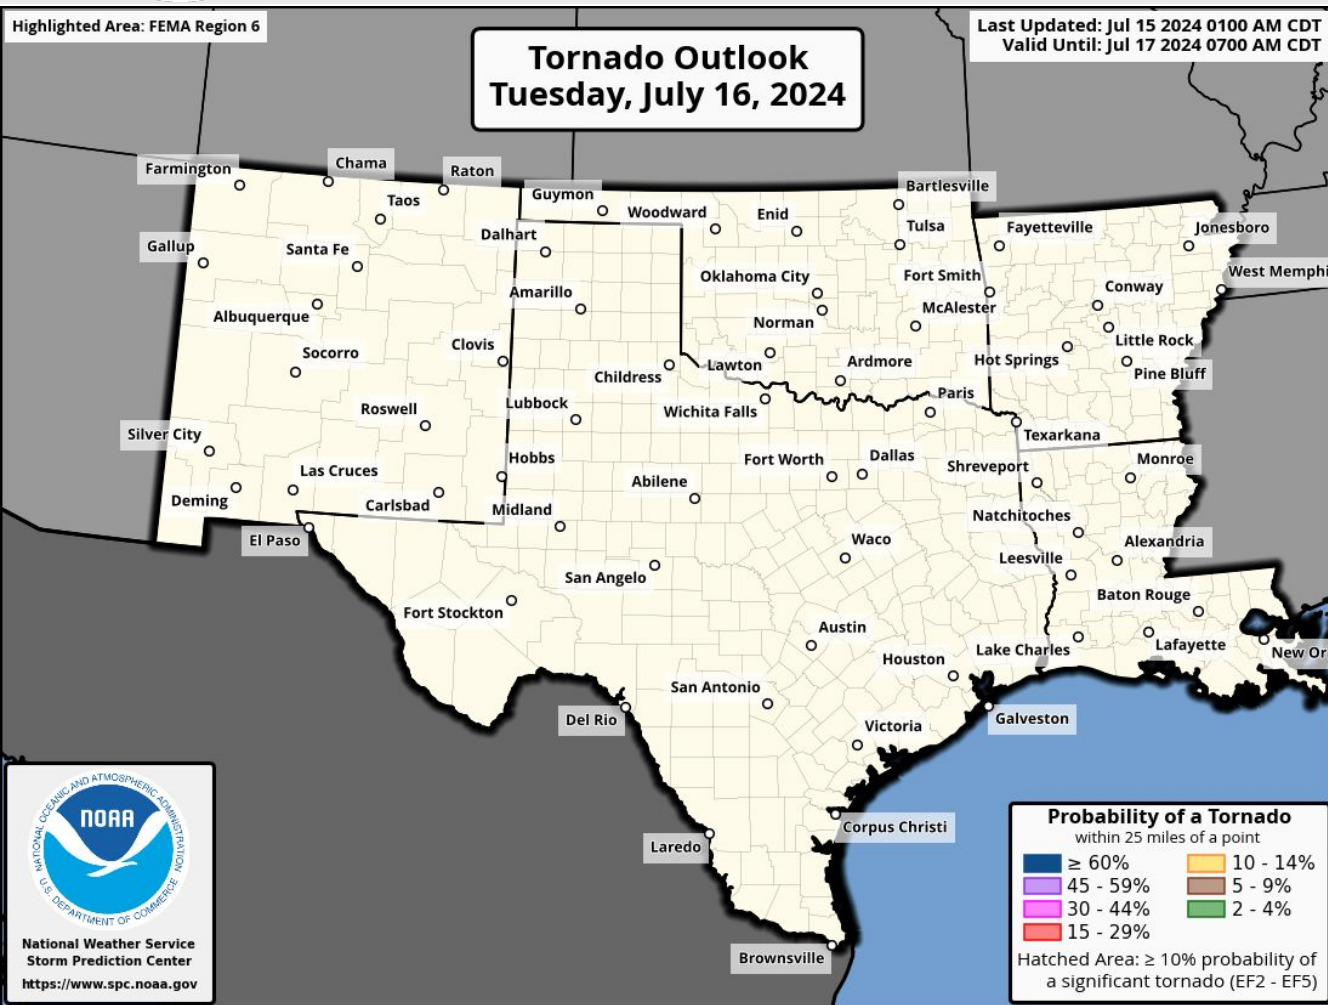 Highlighted Area: FEMA Region 6
Last Updated: Jul 15 2024 0100 AM CDT
Valid Until: Jul 17 2024 0700 AM CDT
Tornado Outlook
Tuesday, July 16, 2024
Farmington
Chama
Raton
Taos
Guymon
Woodward
Enid
Bartlesville
Tulsa
Fayetteville
Jonesboro
Gallup
Santa Fe
Dalhart
Oklahoma City
Fort Smith
West Memphi
Conway
Amarillo
Albuquerque
Norman
McAlester
Little Rock
Socorro
Clovis
Childress
Lawton
Ardmore
Hot Springs
Pine Bluff
Roswell
Lubbock
Wichita Falls
Paris
Silver City
Texarkana
Las Cruces
Hobbs
Fort Worth
Dallas
Shreveport
Monroe
Deming
Carlsbad
Midland
Abilene
Natchitoches
El Paso
Waco
Leesville
Alexandria
San Angelo
Fort Stockton
Baton Rouge
Austin
Lake Charles
Lafayette
New Or
Houston
San Antonio
Del Rio
Victoria
Galveston
Corpus Christi
Laredo
Brownsville
NATIONAL OCEANIC AND ATMOSPHERIC ADMINISTRATION
NOAA
U.S. DEPARTMENT OF COMMERCE
National Weather Service
Storm Prediction Center
https://www.spc.noaa.gov
Probability of a Tornado
within 25 miles of a point
≥ 60%
10 - 14%
45 - 59%
5 - 9%
30 - 44%
2 - 4%
15 - 29%
Hatched Area: ≥ 10% probability of
a significant tornado (EF2 - EF5)